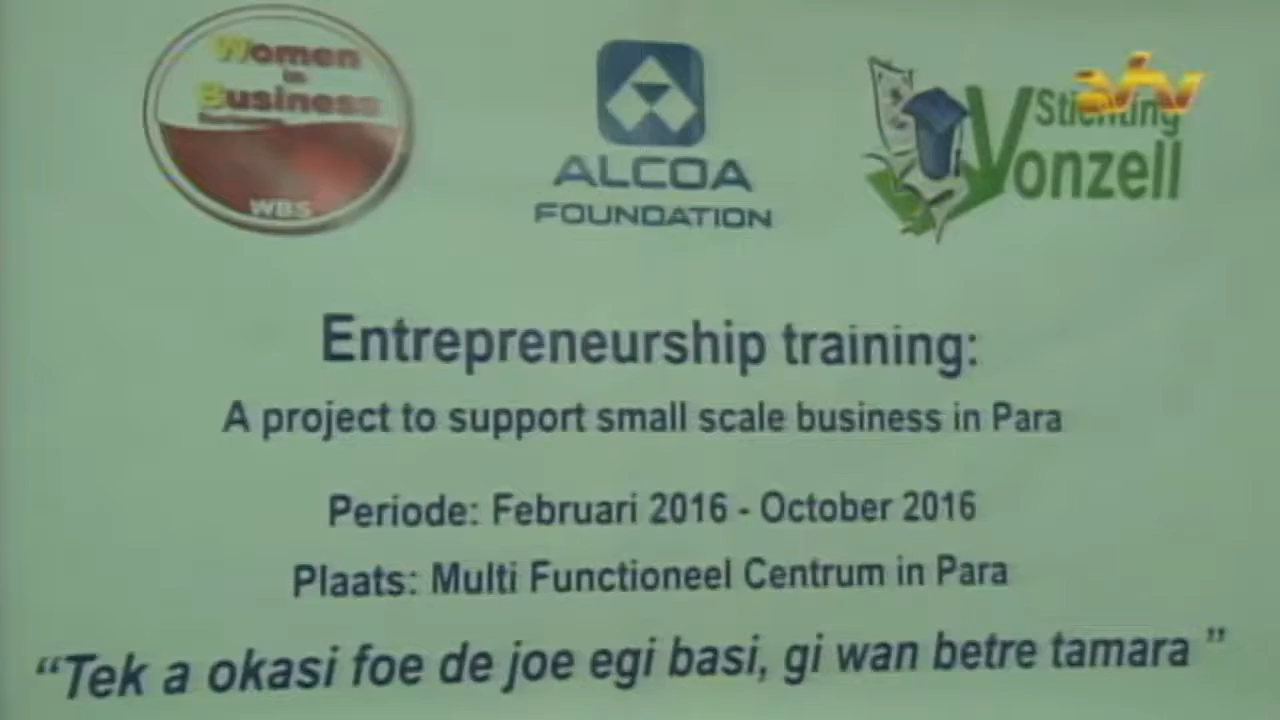 Women
in
Business
WBS
ALCOA
FOUNDATION
atv
Stichting
Vonzell
Entrepreneurship training:
A project to support small scale business in Para
Periode: Februari 2016 - October 2016
Plaats: Multi Functioneel Centrum in Para
“Tek a okasi foe de joe egi basi, gi wan betre tamara ”